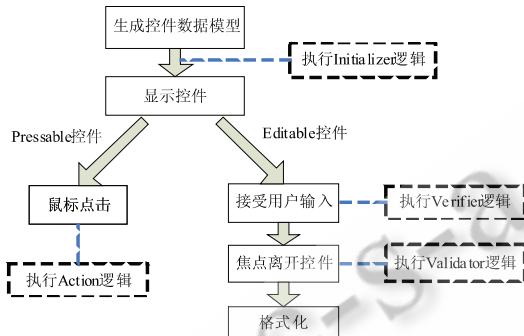 生成控件数据模型
执行Initializer逻辑
显示控件
Pressable控件
Editable控件
鼠标点击
接受用户输入
执行Verifier逻辑
执行Action逻辑
焦点离开控件
执行Validator逻辑
格式化